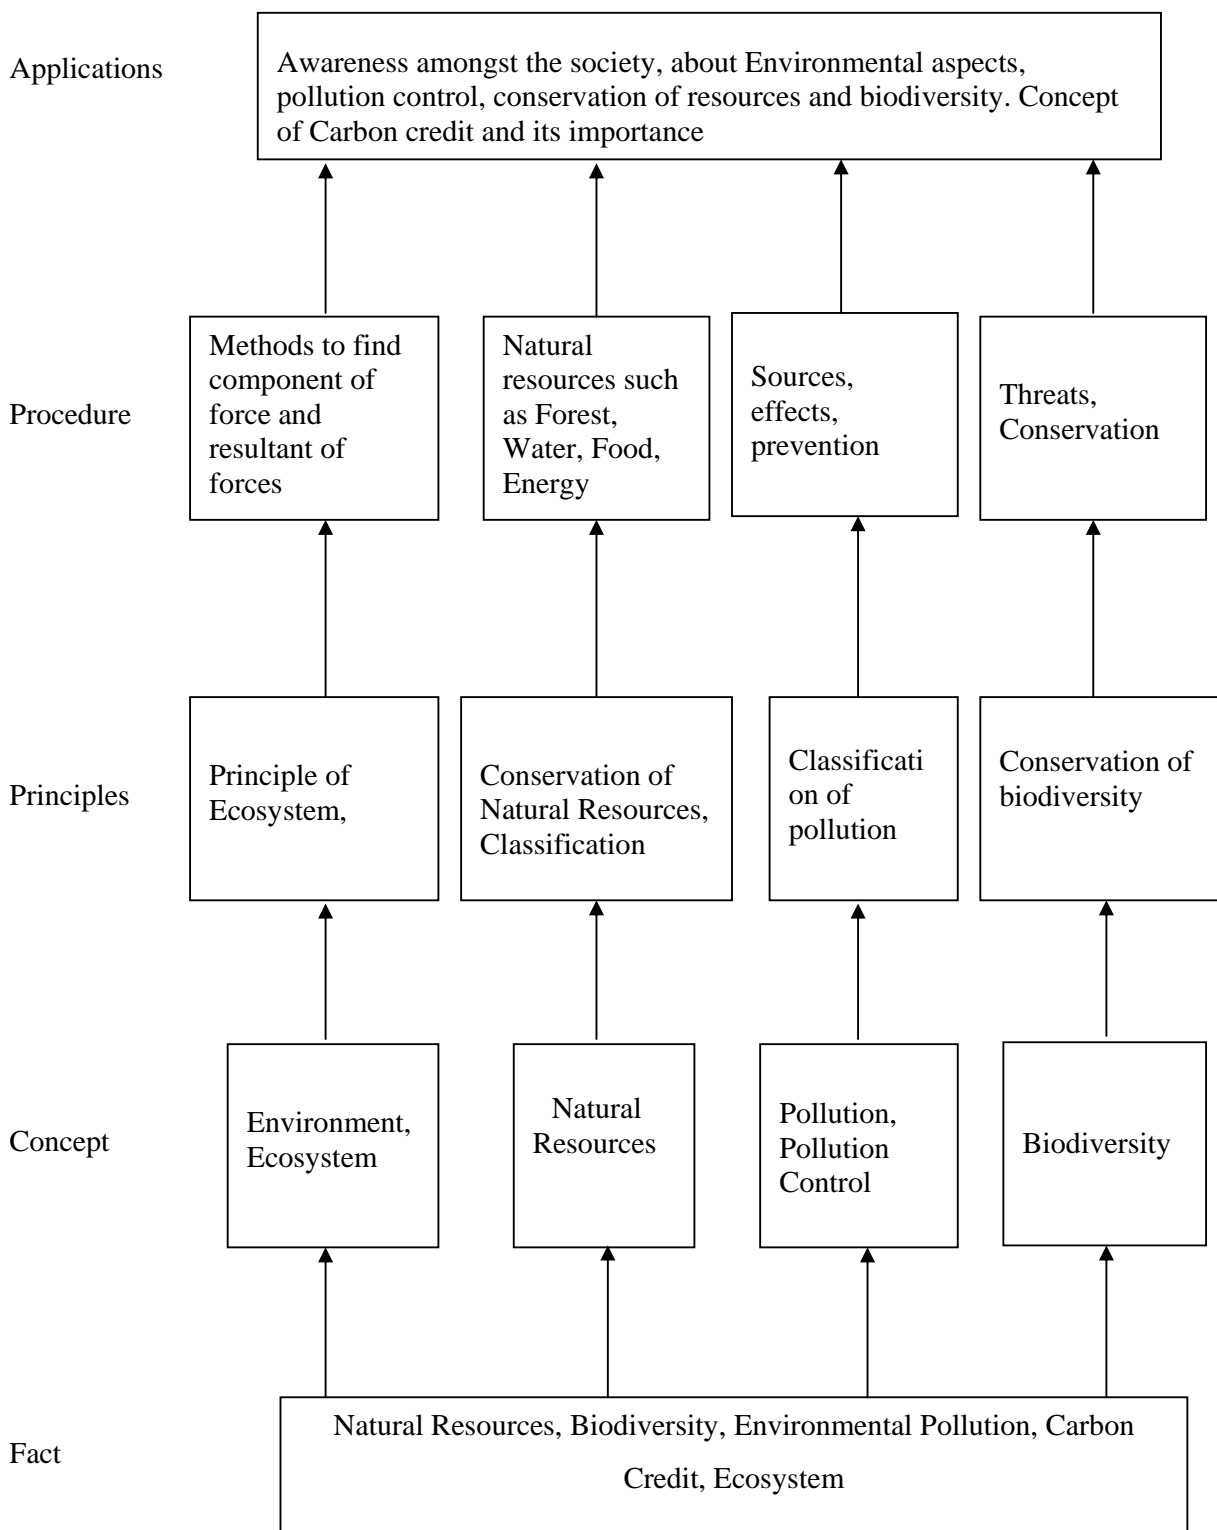 Applications
Awareness amongst the society, about Environmental aspects,
pollution control, conservation of resources and biodiversity. Concept
of Carbon credit and its importance
Procedure
Methods to find
component of
force and
resultant of
forces
Natural
resources such
as Forest,
Water, Food,
Energy
Sources,
effects,
prevention
Threats,
Conservation
Principles
Principle of
Ecosystem,
Conservation of
Natural Resources,
Classification
Classificati
on of
pollution
Conservation of
biodiversity
Concept
Environment,
Ecosystem
Natural
Resources
Pollution,
Pollution
Control
Biodiversity
Fact
Natural Resources, Biodiversity, Environmental Pollution, Carbon
Credit, Ecosystem